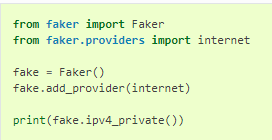 from faker import Faker
from faker.providers import internet
fake = Faker()
fake.add_provider(internet)
print(fake.ipv4_private())